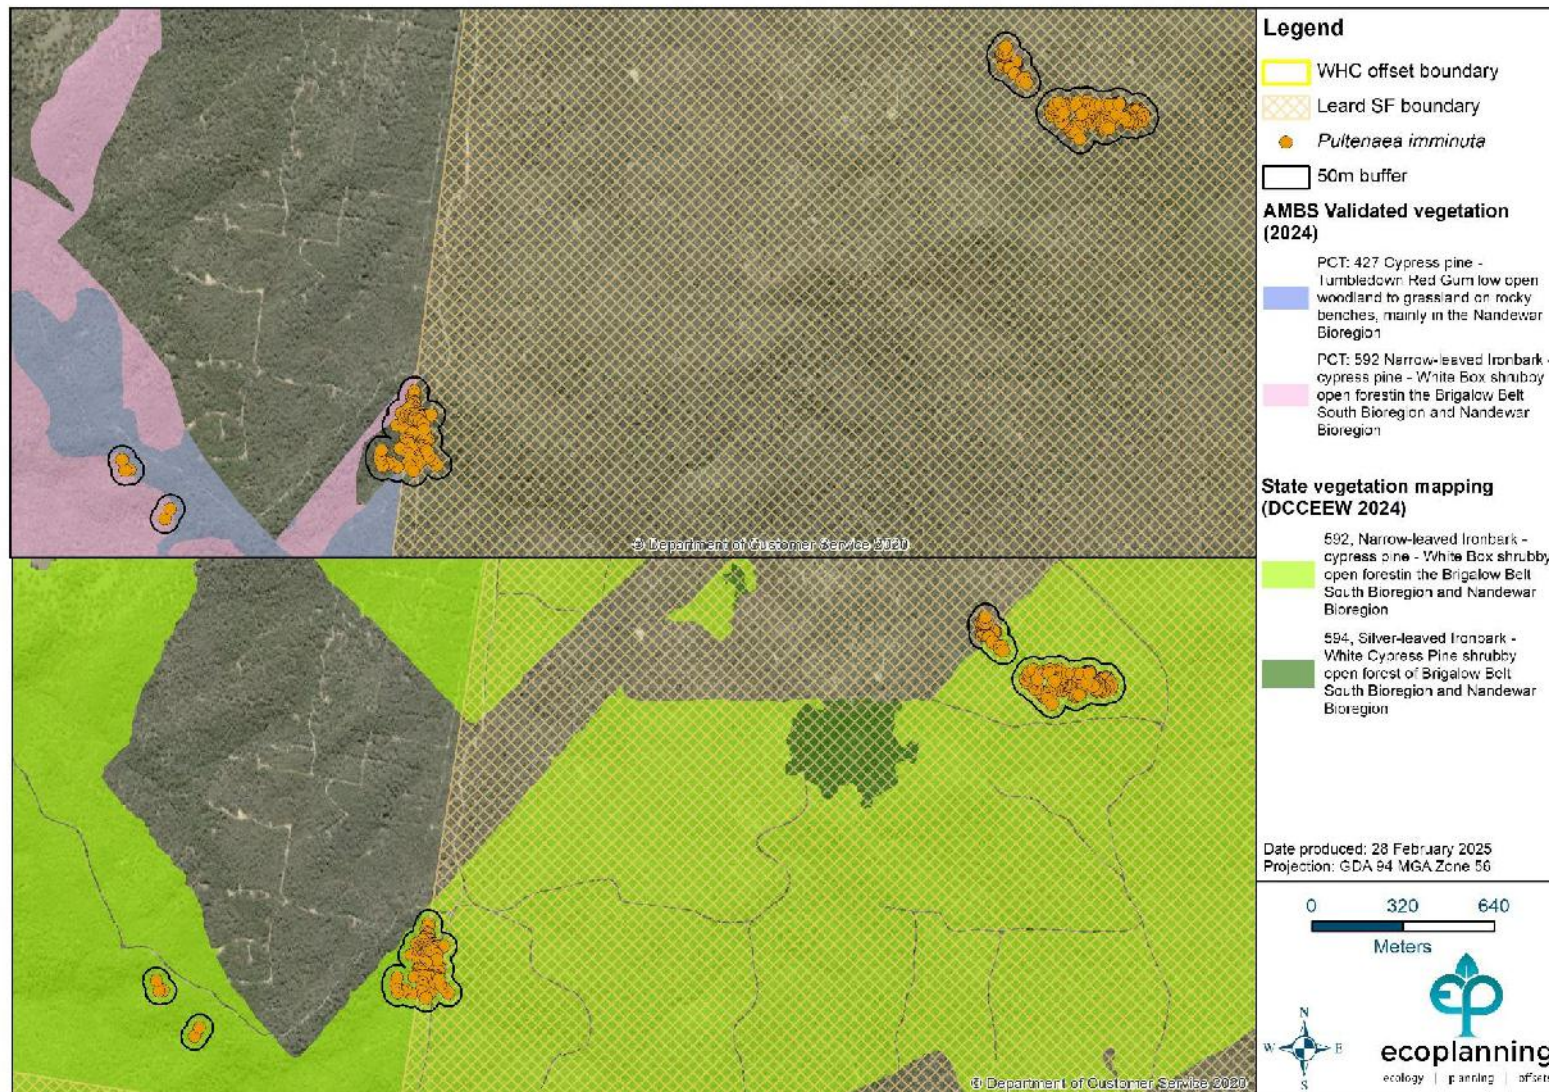 Legend
WHC offset boundary
Leard SF boundary
Pultenaea imminuta
50m buffer
AMBS Validated vegetation
(2024)
PCT: 427 Cypress pine -
Tumbledown Red Gum low open
woodland to grassland on rocky
benches, mainly in the Nandewar
Bioregion
PCT: 592 Narrow-leaved Ironbark -
cypress pine - White Box shrubby
open forestin the Brigalow Belt
South Bioregion and Nandewar
Bioregion
State vegetation mapping
(DCCEEW 2024)
592, Narrow-leaved Ironbark -
cypress pine - White Box shrubby
open forestin the Brigalow Belt
South Bioregion and Nandewar
Bioregion
594, Silver-leaved Ironbark -
White Cypress Pine shrubby
open forest of Brigalow Belt
South Bioregion and Nandewar
Bioregion
© Department of Customer Service 2020
© Department of Customer Service 2020
Date produced: 28 February 2025
Projection: GDA 94 MGA Zone 56
0 320 640
Meters
N
W E
S
ep
ecoplanning
ecology | planning | offsets